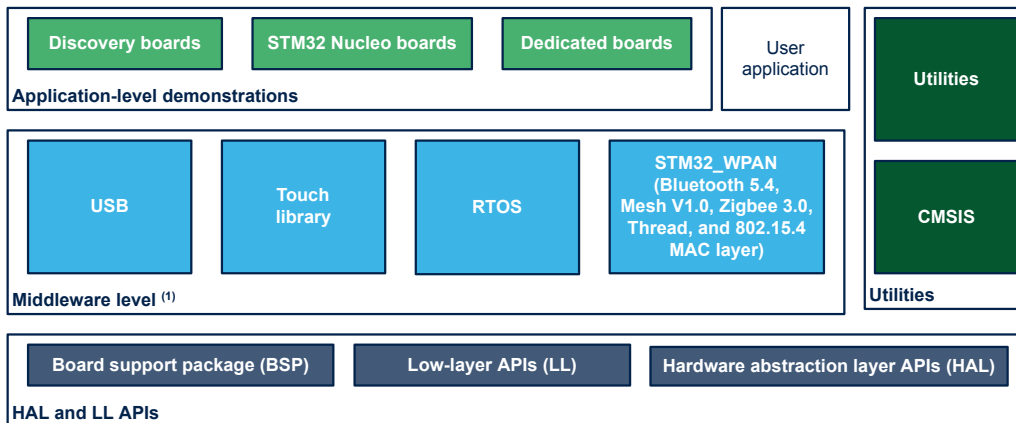 Discovery boards
STM32 Nucleo boards
Dedicated boards
Application-level demonstrations
User
application
Utilities
USB
Touch
library
RTOS
STM32_WPAN
(Bluetooth 5.4,
Mesh V1.0, Zigbee 3.0,
Thread, and 802.15.4
MAC layer)
Middleware level (1)
CMSIS
Utilities
Board support package (BSP)
Low-layer APIs (LL)
Hardware abstraction layer APIs (HAL)
HAL and LL APIs